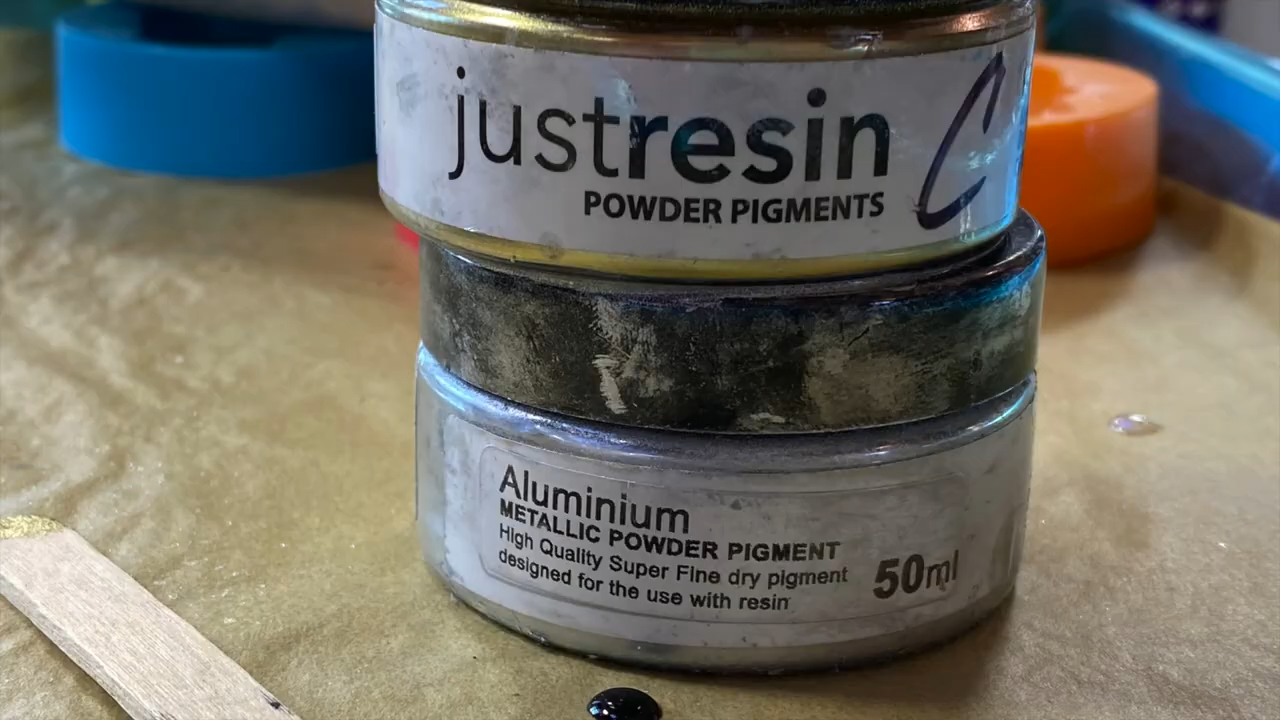 justresin C
POWDER PIGMENTS
Aluminium
METALLIC POWDER PIGMENT
High Quality Super Fine dry pigment
designed for the use with resin
50ml